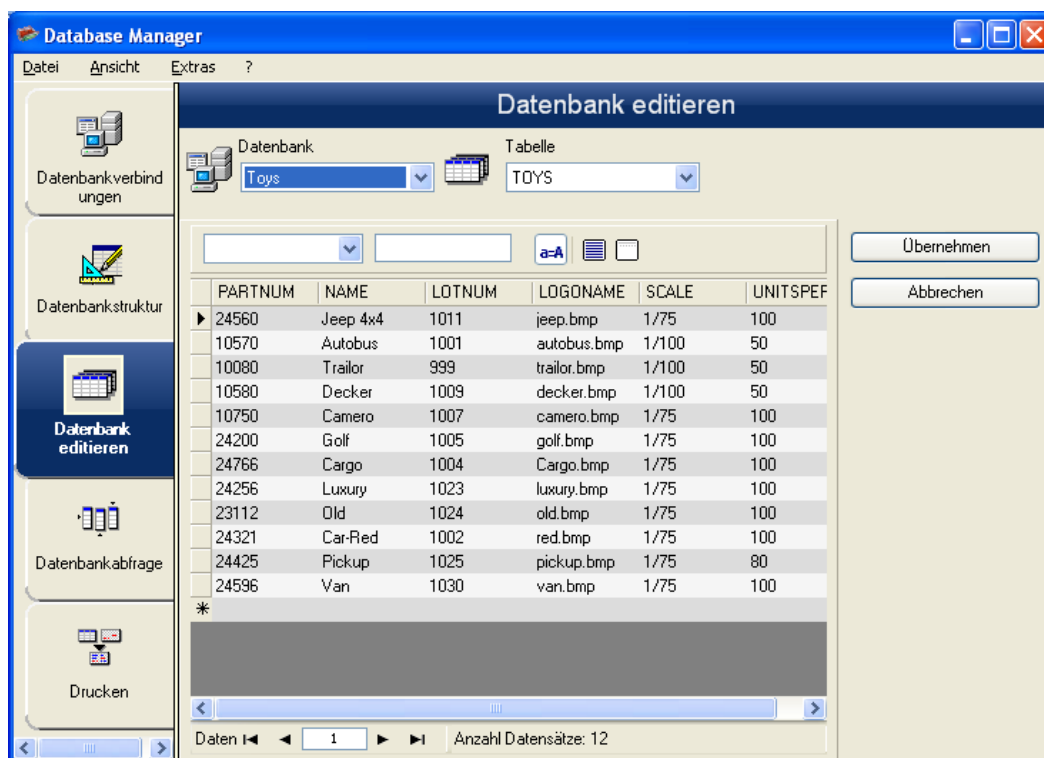 Database Manager
Datei Ansicht Extras ?
Datenbankverbind
ungen
Datenbankstruktur
Datenbank
editieren
Datenbankabfrage
Drucken
Datenbank editieren
Datenbank Tabelle
Toys TOYS
a=A
Übernehmen
Abbrechen
PARTNUM NAME LOTNUM LOGONAME SCALE UNITSPER
24560 Jeep 4x4 1011 jeep.bmp 1/75 100
10570 Autobus 1001 autobus.bmp 1/100 50
10080 Trailor 999 trailor.bmp 1/100 50
10580 Decker 1009 decker.bmp 1/100 50
10750 Camero 1007 camero.bmp 1/75 100
24200 Golf 1005 golf.bmp 1/75 100
24766 Cargo 1004 Cargo.bmp 1/75 100
24256 Luxury 1023 luxury.bmp 1/75 100
23112 Old 1024 old.bmp 1/75 100
24321 Car-Red 1002 red.bmp 1/75 100
24425 Pickup 1025 pickup.bmp 1/75 80
24596 Van 1030 van.bmp 1/75 100
Daten 1 Anzahl Datensätze: 12